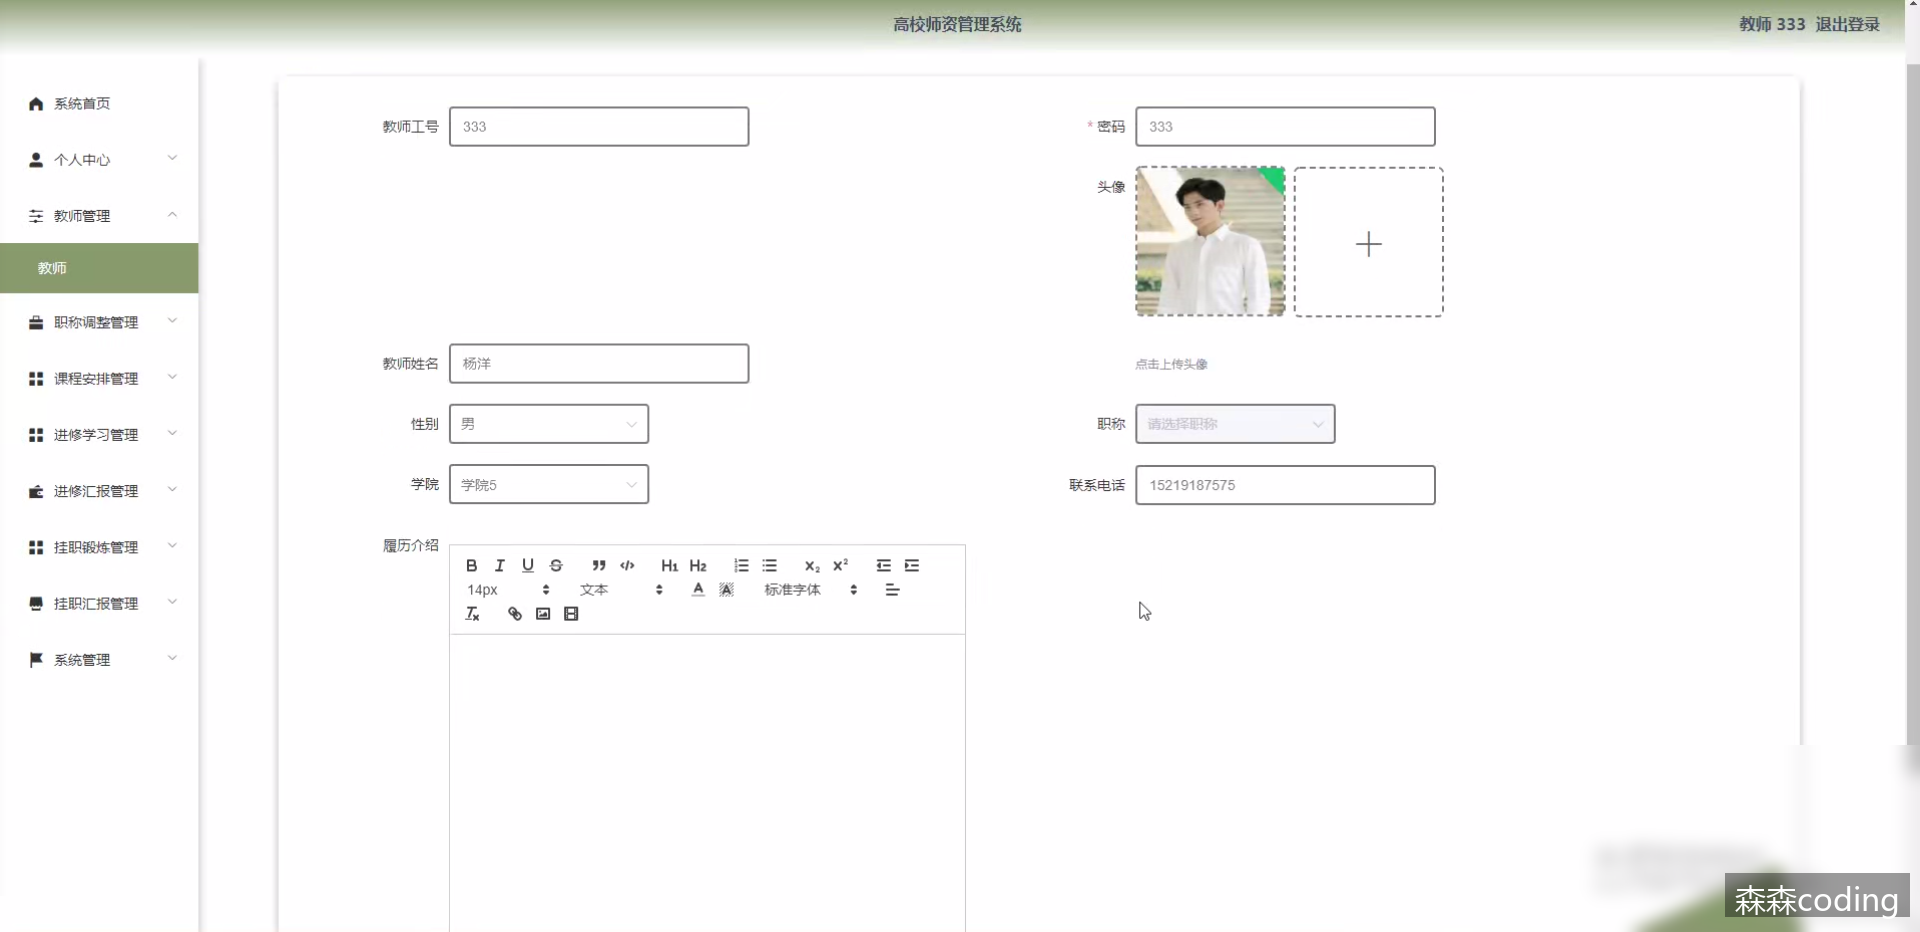 高校师资管理系统
教师 333 退出登录
系统首页
个人中心
教师管理
教师
职称调整管理
课程安排管理
进修学习管理
进修汇报管理
挂职锻炼管理
挂职汇报管理
系统管理
教师工号
333
* 密码
333
头像
教师姓名
杨洋
点击上传头像
性别
男
职称
请选择职称
学院
学院5
联系电话
15219187575
履历介绍
B I U S ” </> H1 H2 X2 X2
14px 文本 A A 标准字体
Tx
森森coding